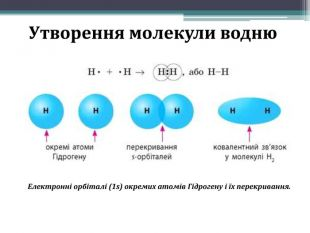 Утворення молекули водню
H• + •H → H:H, або H–H
H H H H H H
окремі атоми Гідрогену
перекривання s-орбіталей
ковалентний зв'язок у молекулі H₂
Електронні орбіталі (1s) окремих атомів Гідрогену і їх перекривання.